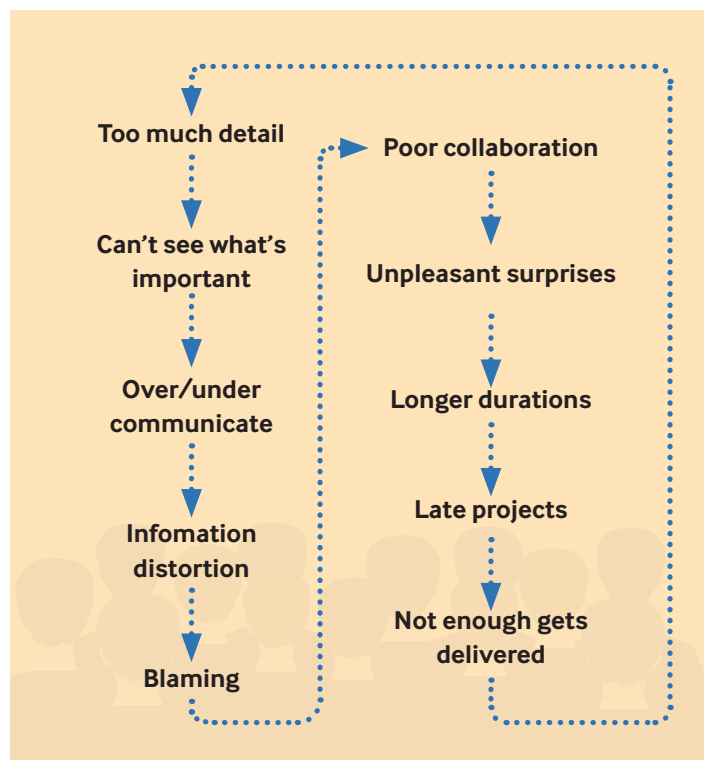 Too much detail
Can't see what's
important
Over/under
communicate
Infomation
distortion
Blaming
Poor collaboration
Unpleasant surprises
Longer durations
Late projects
Not enough gets
delivered